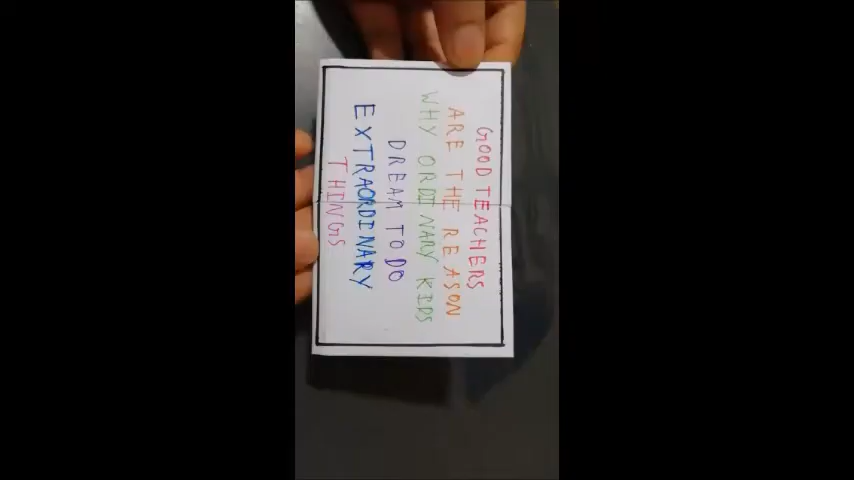 GOOD TEACHERS
ARE THE REASON
WHY ORDINARY KIDS
DREAM TO DO
EXTRAORDINARY
THINGS